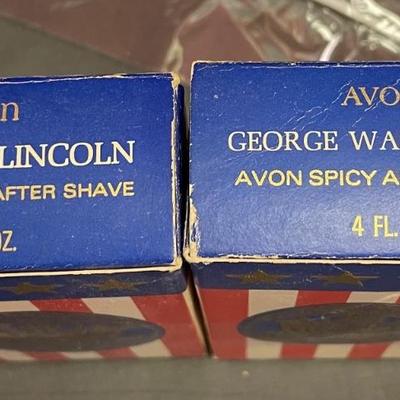 n
LINCOLN
AFTER SHAVE
OZ.
AVO
GEORGE WA
AVON SPICY A
4 FL.